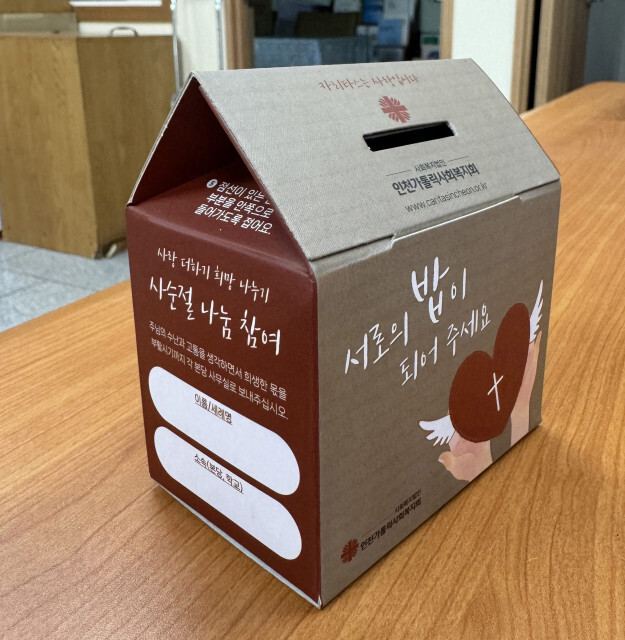 카리타스는 사랑입니다
사회복지법인
인천가톨릭사회복지회
www.caritasincheon.or.kr
점선이 있는
부분을 안쪽으로
들어가도록 접어요.
사랑 더하기 희망 나누기
사순절 나눔 참여
주님의 수난과 고통을 생각하면서 희생한 몫을
부활시기까지 각 본당 사무실로 보내주십시오.
이름/세례명
소속(본당, 학교)
서로의 밥이
되어 주세요
사회복지법인
인천가톨릭사회복지회